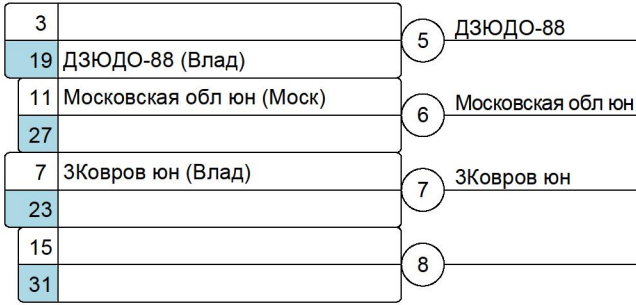 3
5 ДЗЮДО-88
19 ДЗЮДО-88 (Влад)
11 Московская обл юн (Моск)
6 Московская обл юн
27
7 3Ковров юн (Влад)
7 3Ковров юн
23
15
8
31